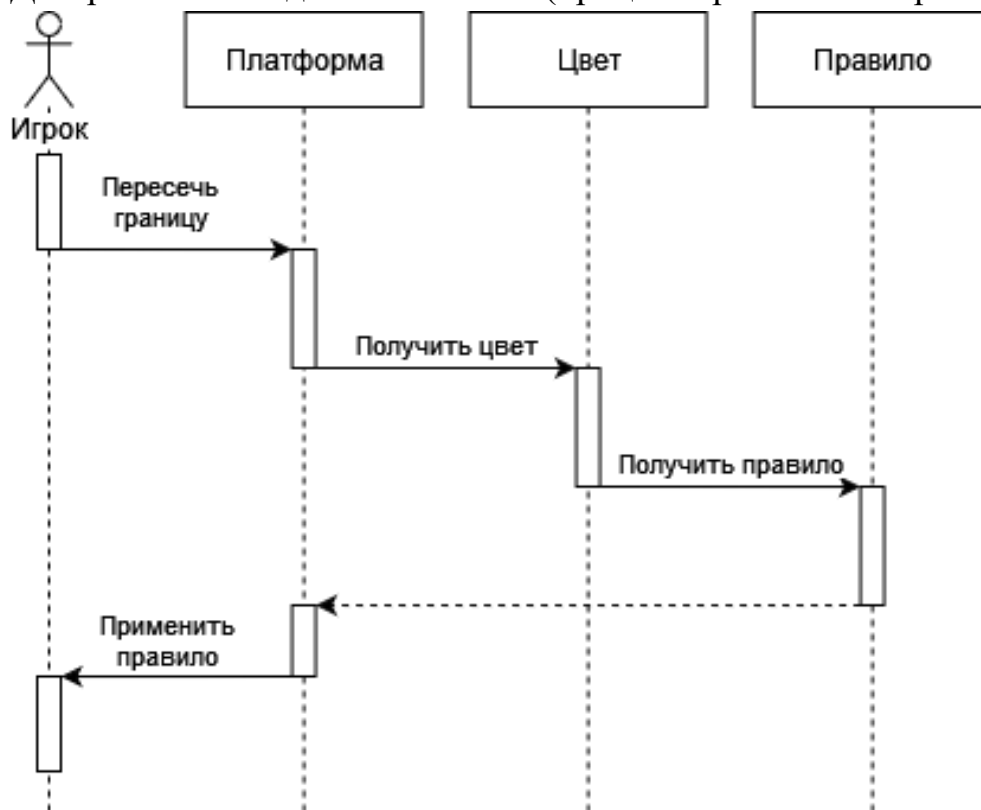 Платформа
Цвет
Правило
Игрок
Пересечь
границу
Получить цвет
Получить правило
Применить
правило